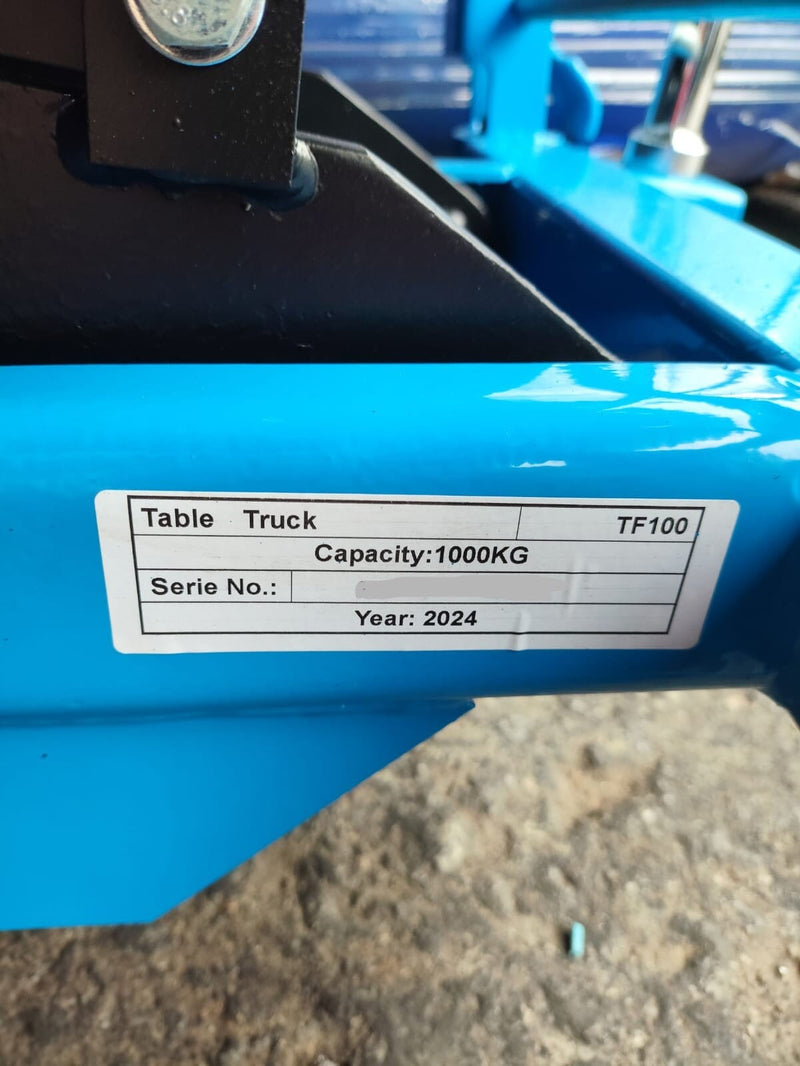 Table Truck TF100
Capacity:1000KG
Serie No.:
Year: 2024